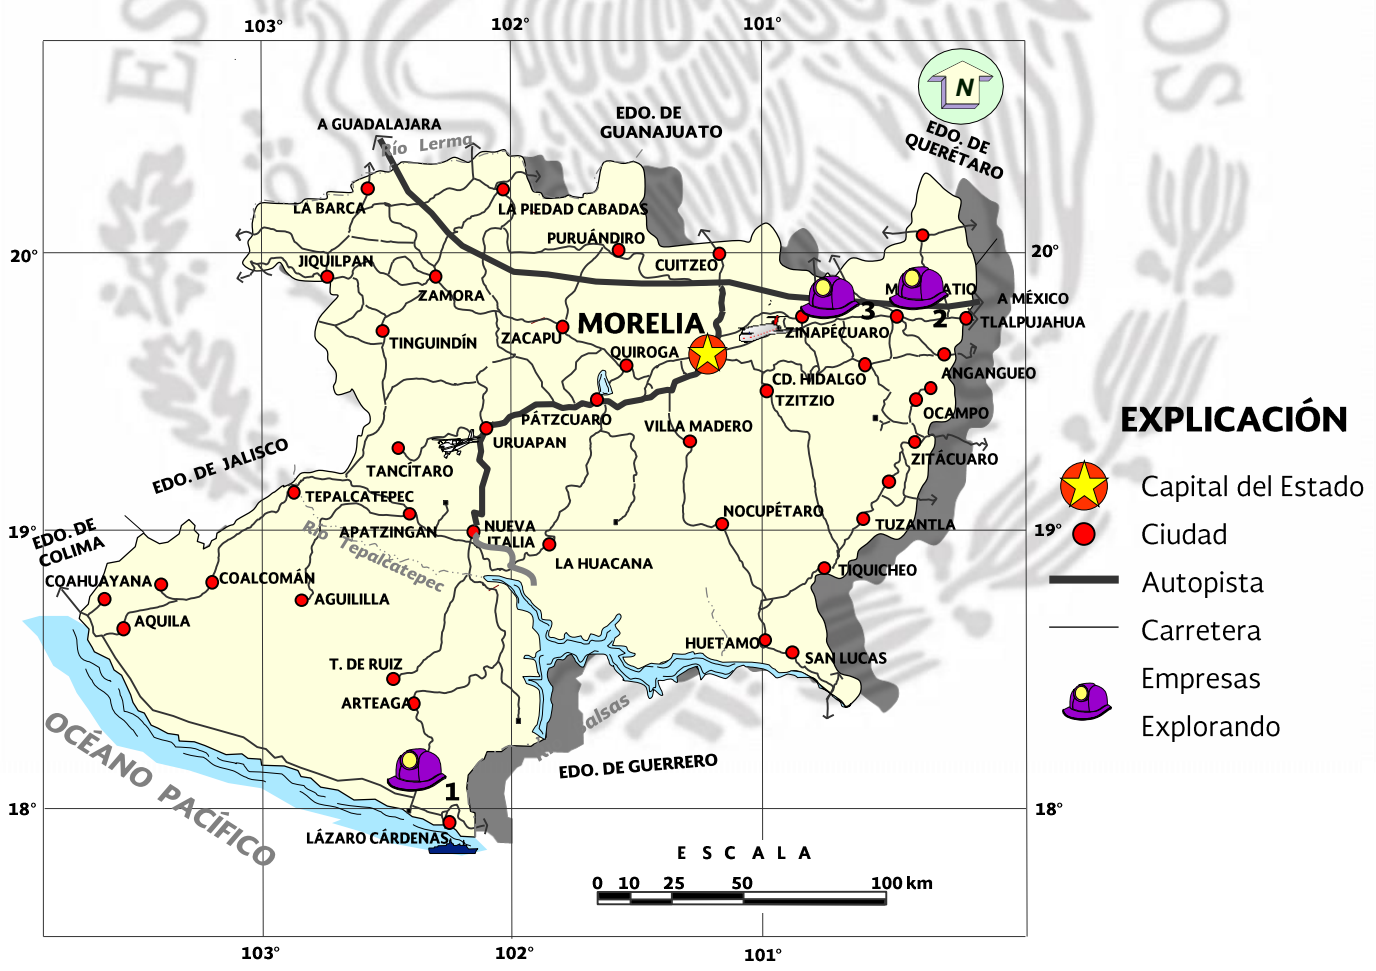 103°
102°
101°
A GUADALAJARA
Río Lerma
EDO. DE
GUANAJUATO
N
EDO. DE
QUERÉTARO
LA BARCA
LA PIEDAD CABADAS
PURUÁNDIRO
CUITZEO
20°
20°
JIQUILPAN
ZAMORA
A MÉXICO
3
2
TLALPUJAHUA
MORELIA
ZINAPÉCUARO
TINGUINDÍN
ZACAPU
QUIROGA
ANGANGUEO
CD. HIDALGO
TZITZIO
OCAMPO
PÁTZCUARO
VILLA MADERO
URUAPAN
ZITÁCUARO
TANCÍTARO
EDO. DE JALISCO
TEPALCATEPEC
NOCUPÉTARO
TUZANTLA
APATZINGAN
NUEVA
ITALIA
19°
19°
EDO. DE
COLIMA
Río Tepalcatepec
LA HUACANA
TIQUICHEO
COAHUAYANA
COALCOMÁN
AGUILILLA
AQUILA
HUETAMO
SAN LUCAS
T. DE RUIZ
ARTEAGA
OCÉANO PACÍFICO
EDO. DE GUERRERO
1
18°
18°
LÁZARO CÁRDENAS
ESCALA
0 10 25 50 100 km
103°
102°
101°
EXPLICACIÓN
Capital del Estado
Ciudad
Autopista
Carretera
Empresas
Explorando